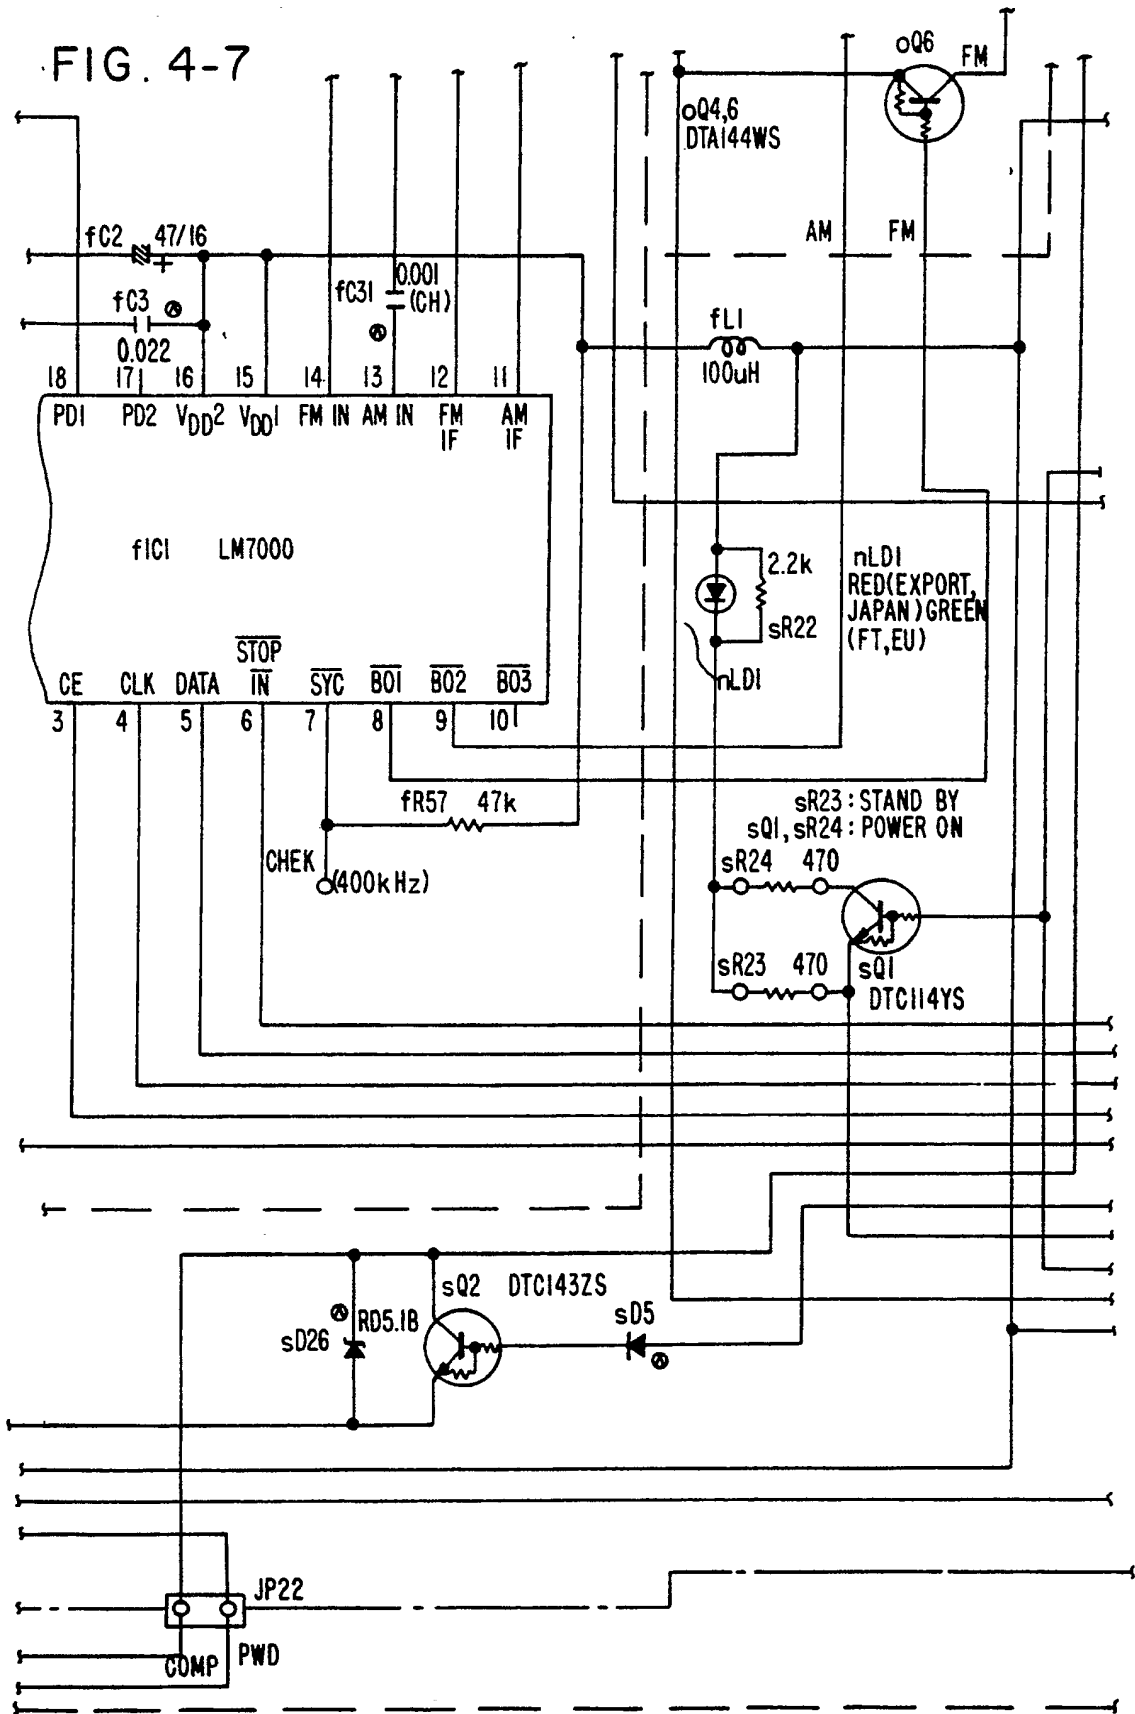 FIG. 4-7
oQ6
FM
oQ4,6
DTA144WS
AM
FM
fC2
47/16
+
fC3
0.022
fC31
0.001
(CH)
fL1
100uH
18
17
16
15
14
13
12
11
PD1
PD2
VDD2
VDD1
FM IN
AM IN
FM
IF
AM
IF
fIC1
LM7000
2.2k
sR22
nLD1
nLD1
RED(EXPORT,
JAPAN)GREEN
(FT,EU)
CE
CLK
DATA
STOP
IN
SYC
BO1
BO2
BO3
3
4
5
6
7
8
9
10
fR57
47k
CHEK
(400kHz)
sR23:STAND BY
sQ1,sR24:POWER ON
sR24
470
sR23
470
sQ1
DTC114YS
sQ2
DTC143ZS
RD5.1B
sD26
sD5
JP22
COMP
PWD